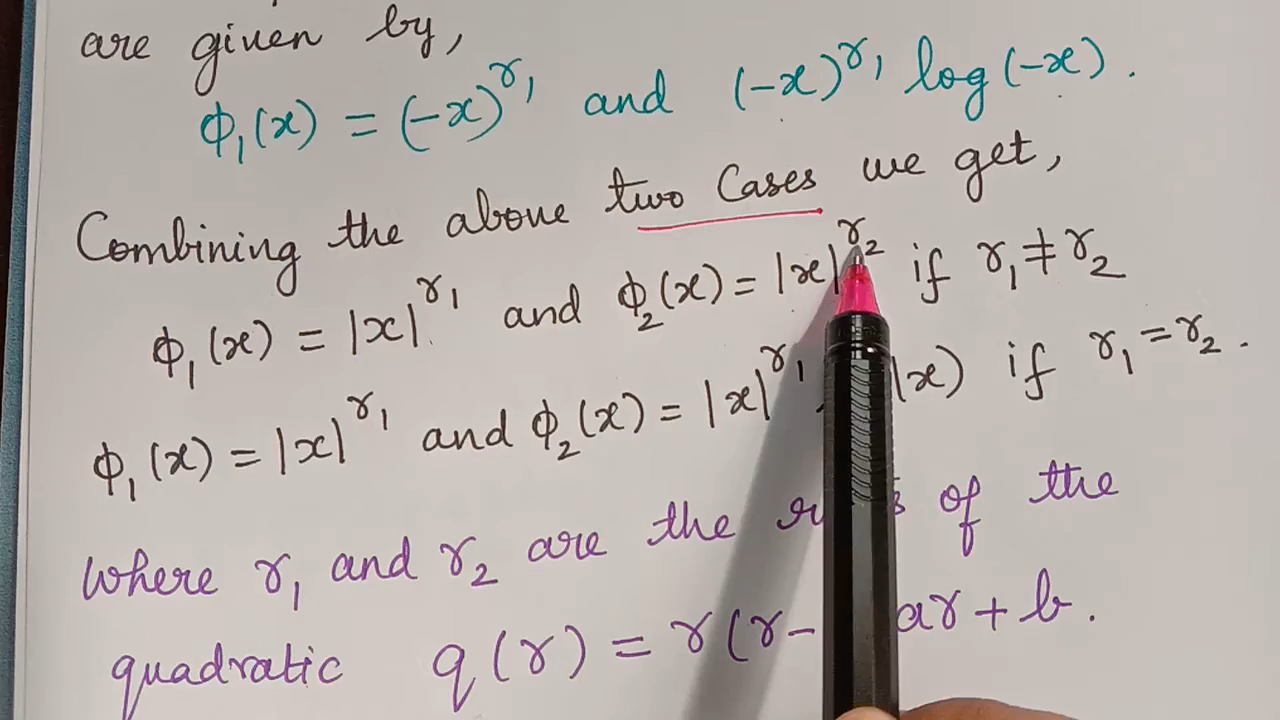 are given by,
ϕ₁(x) = (-x)^r₁ and (-x)^r₁ log(-x).
Combining the above two Cases we get,
ϕ₁(x) = |x|^r₁ and ϕ₂(x) = |x|^r₂ if r₁ ≠ r₂
ϕ₁(x) = |x|^r₁ and ϕ₂(x) = |x|^r₁ |x) if r₁ = r₂.
where r₁ and r₂ are the of the
quadratic q(r) = r(r- ar + b.